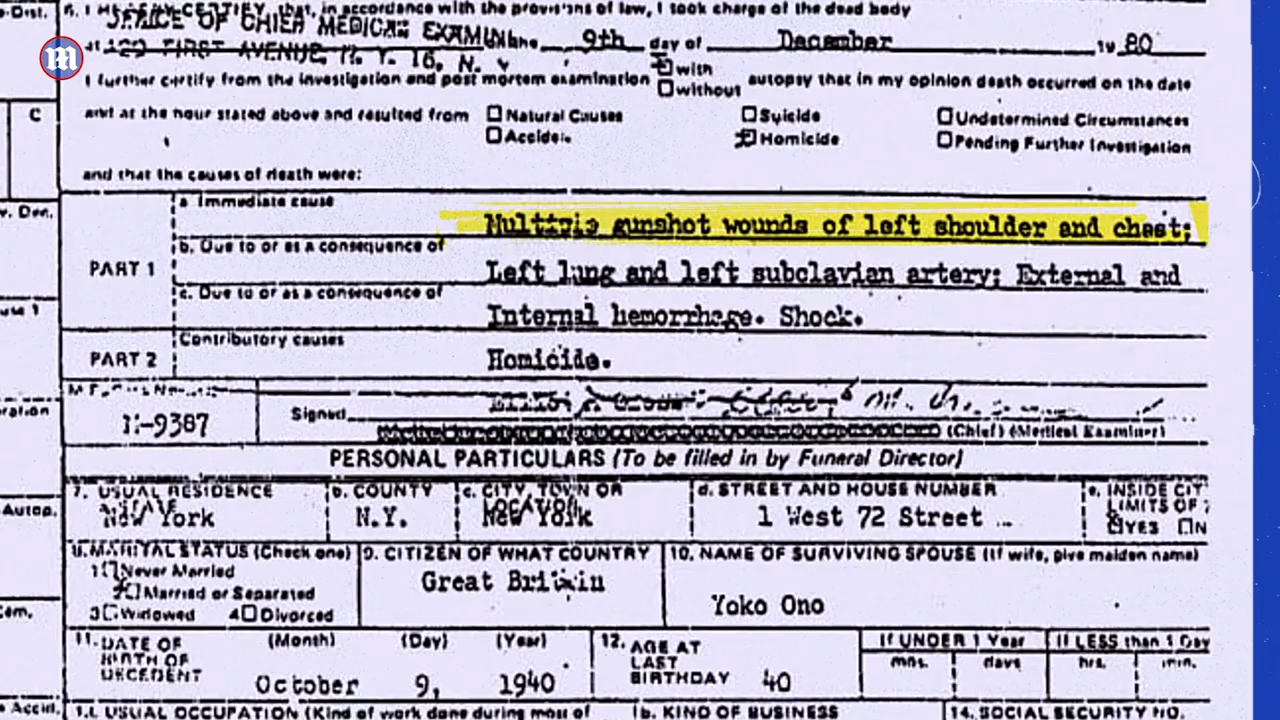 e-Dist.
6. I HEREBY CERTIFY, that, in accordance with the provisions of law, I took charge of the dead body
OFFICE OF CHIEF MEDICAL EXAMINER
at 520 FIRST AVENUE, N. Y. 16, N. Y. the 9th day of December 19 80
I further certify from the investigation and post mortem examination with
without autopsy that in my opinion death occurred on the date
and at the hour stated above and resulted from Natural Causes Suicide Undetermined Circumstances
Accident Homicide Pending Further Investigation
C
and that the causes of death were:
PART 1
a. Immediate cause
Multiple gunshot wounds of left shoulder and chest;
b. Due to or as a consequence of
Left lung and left subclavian artery; External and
c. Due to or as a consequence of
Internal hemorrhage. Shock.
PART 2
Contributory causes
Homicide.
M-9387
Signed
(Chief) (Medical Examiner)
PERSONAL PARTICULARS (To be filled in by Funeral Director)
7. USUAL RESIDENCE
a. STATE
New York
b. COUNTY
N.Y.
c. CITY, TOWN OR
LOCATION
New York
d. STREET AND HOUSE NUMBER
1 West 72 Street
e. INSIDE CIT
LIMITS OF
YES N
8. MARITAL STATUS (Check one)
1 Never Married
Married or Separated
3 Widowed 4 Divorced
9. CITIZEN OF WHAT COUNTRY
Great Britain
10. NAME OF SURVIVING SPOUSE (If wife, give maiden name)
Yoko Ono
11. DATE OF
BIRTH OF
DECEDENT
(Month) (Day) (Year)
October 9, 1940
12. AGE AT
LAST
BIRTHDAY 40
If UNDER 1 Year
mos. days
If LESS than 1 Day
hrs. min.
USUAL OCCUPATION (Kind of work done during most of
b. KIND OF BUSINESS
14. SOCIAL SECURITY NO.
Autop.